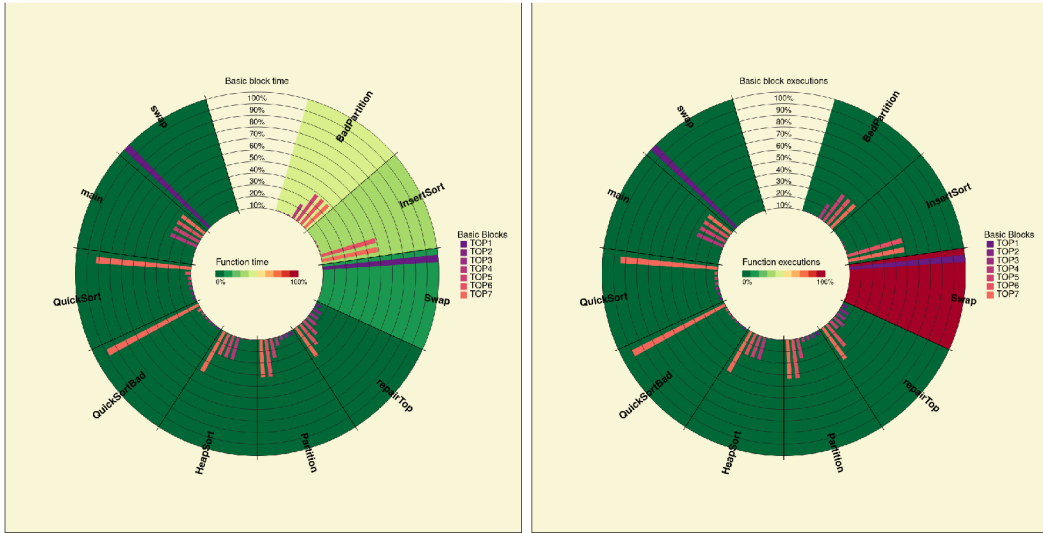 Basic block time
100%
90%
80%
70%
60%
50%
40%
30%
20%
10%
swap
BadPartition
main
InsertSort
Basic Blocks
TOP1
TOP2
TOP3
TOP4
TOP5
TOP6
TOP7
Function time
0%
100%
QuickSort
Swap
QuickSortBad
repairTop
HeapSort
Partition
Basic block executions
100%
90%
80%
70%
60%
50%
40%
30%
20%
10%
swap
BadPartition
main
InsertSort
Basic Blocks
TOP1
TOP2
TOP3
TOP4
TOP5
TOP6
TOP7
Function executions
0%
100%
QuickSort
Swap
QuickSortBad
repairTop
HeapSort
Partition